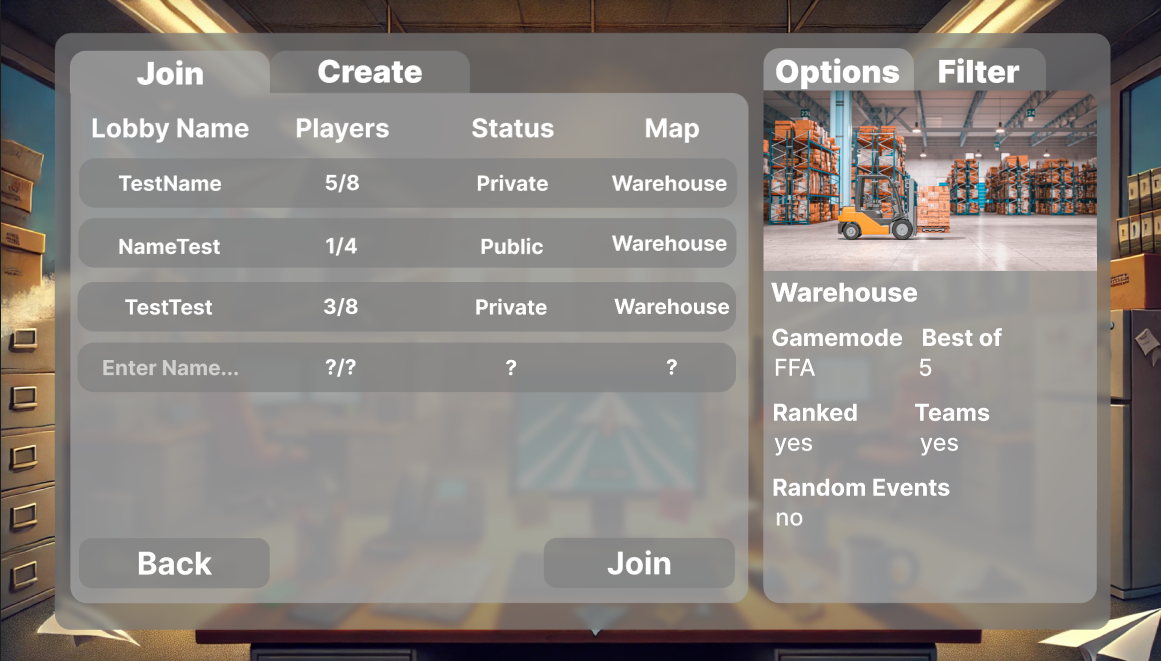 Join Create
Options Filter
Lobby Name Players Status Map
TestName 5/8 Private Warehouse
NameTest 1/4 Public Warehouse
TestTest 3/8 Private Warehouse
Enter Name... ?/? ? ?
Back Join
Warehouse
Gamemode Best of
FFA 5
Ranked Teams
yes yes
Random Events
no